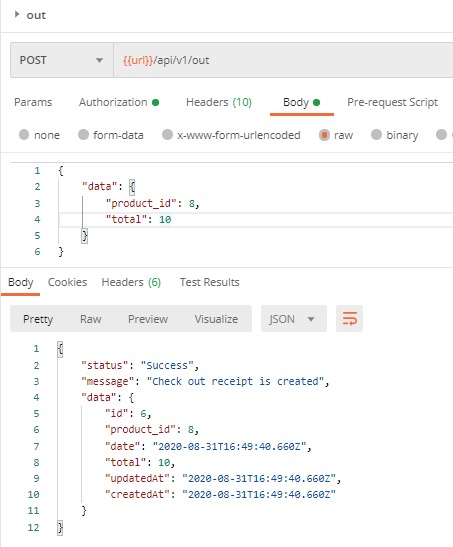 out
POST {{url}}/api/v1/out
Params Authorization Headers (10) Body Pre-request Script
none form-data x-www-form-urlencoded raw binary
1 {
2 "data": {
3 "product_id": 8,
4 "total": 10
5 }
6 }
Body Cookies Headers (6) Test Results
Pretty Raw Preview Visualize JSON
1 {
2 "status": "Success",
3 "message": "Check out receipt is created",
4 "data": {
5 "id": 6,
6 "product_id": 8,
7 "date": "2020-08-31T16:49:40.660Z",
8 "total": 10,
9 "updatedAt": "2020-08-31T16:49:40.660Z",
10 "createdAt": "2020-08-31T16:49:40.660Z"
11 }
12 }